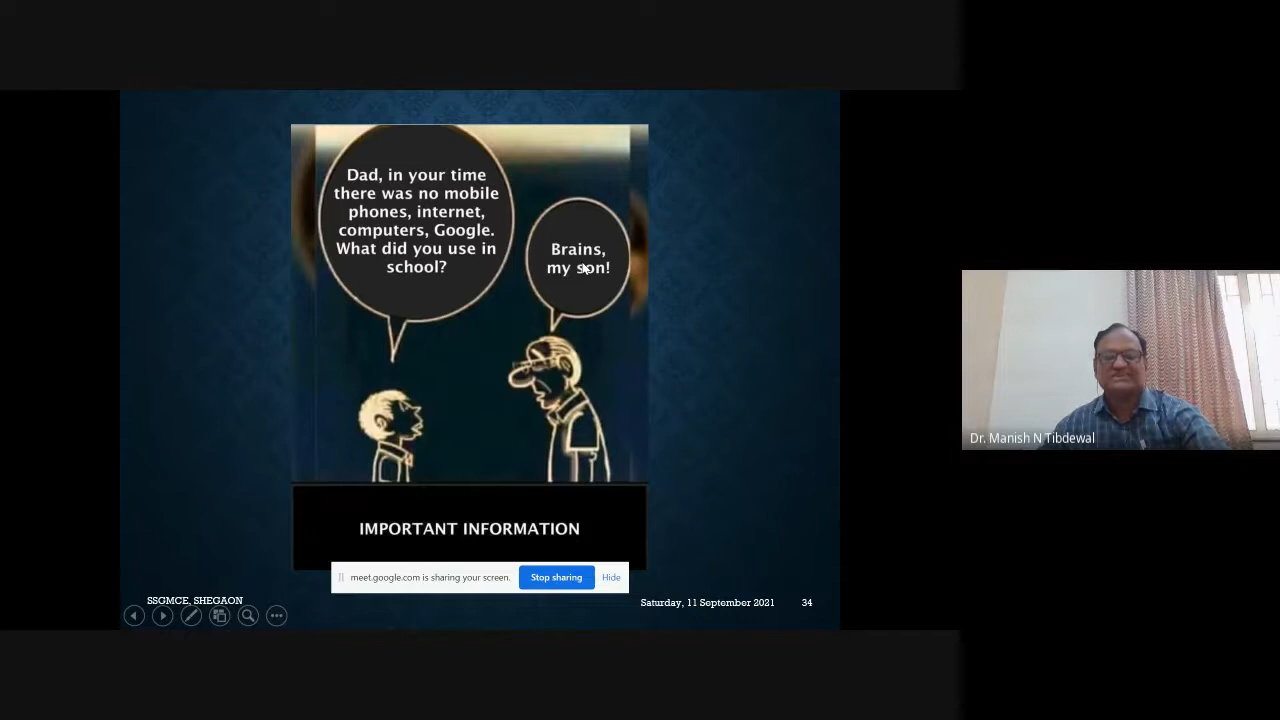 Dad, in your time
there was no mobile
phones, internet,
computers, Google.
What did you use in
school?
Brains,
my son!
IMPORTANT INFORMATION
meet.google.com is sharing your screen.
Stop sharing
Hide
SSGMCE, SHEGAON
Saturday, 11 September 2021
34
Dr. Manish N Tibdewal